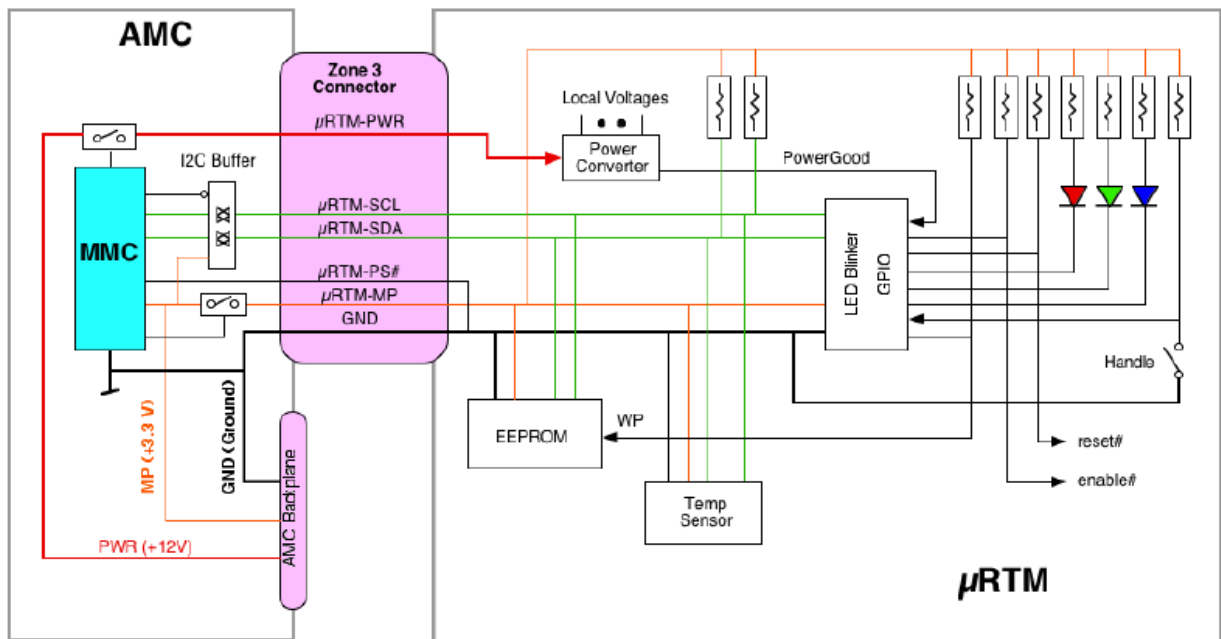 AMC
Zone 3
Connector
µRTM-PWR
Local Voltages
Power
Converter
PowerGood
I2C Buffer
MMC
µRTM-SCL
µRTM-SDA
µRTM-PS#
µRTM-MP
GND
LED Blinker
GPIO
Handle
MP (+3.3 V)
GND (Ground)
AMC Backplane
PWR (+12V)
EEPROM
WP
Temp
Sensor
reset#
enable#
µRTM